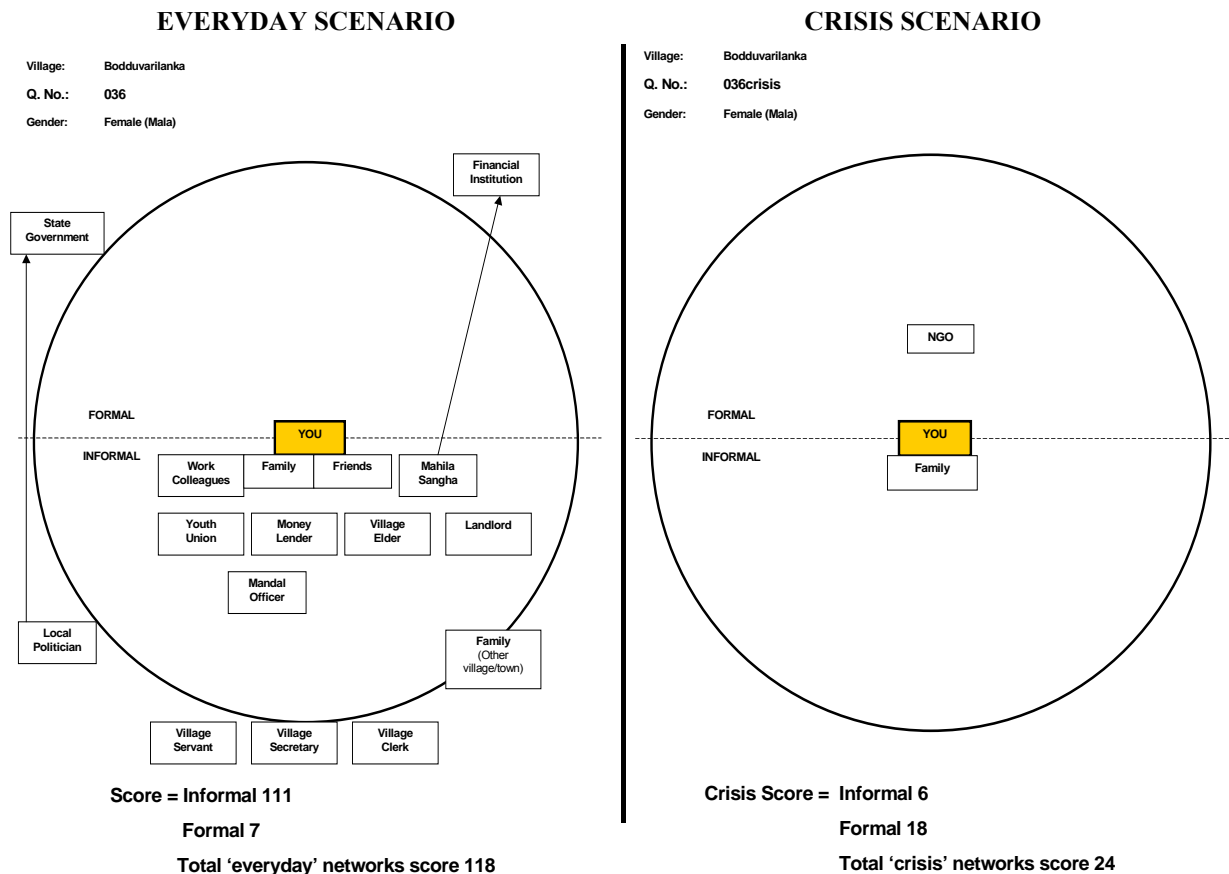 EVERYDAY SCENARIO
Village: Bodduvarilanka
Q. No.: 036
Gender: Female (Mala)
Financial
Institution
State
Government
FORMAL
YOU
INFORMAL
Work
Colleagues
Family
Friends
Mahila
Sangha
Youth
Union
Money
Lender
Village
Elder
Landlord
Mandal
Officer
Local
Politician
Family
(Other
village/town)
Village
Servant
Village
Secretary
Village
Clerk
Score = Informal 111
Formal 7
Total ‘everyday’ networks score 118
CRISIS SCENARIO
Village: Bodduvarilanka
Q. No.: 036crisis
Gender: Female (Mala)
NGO
FORMAL
YOU
INFORMAL
Family
Crisis Score = Informal 6
Formal 18
Total ‘crisis’ networks score 24